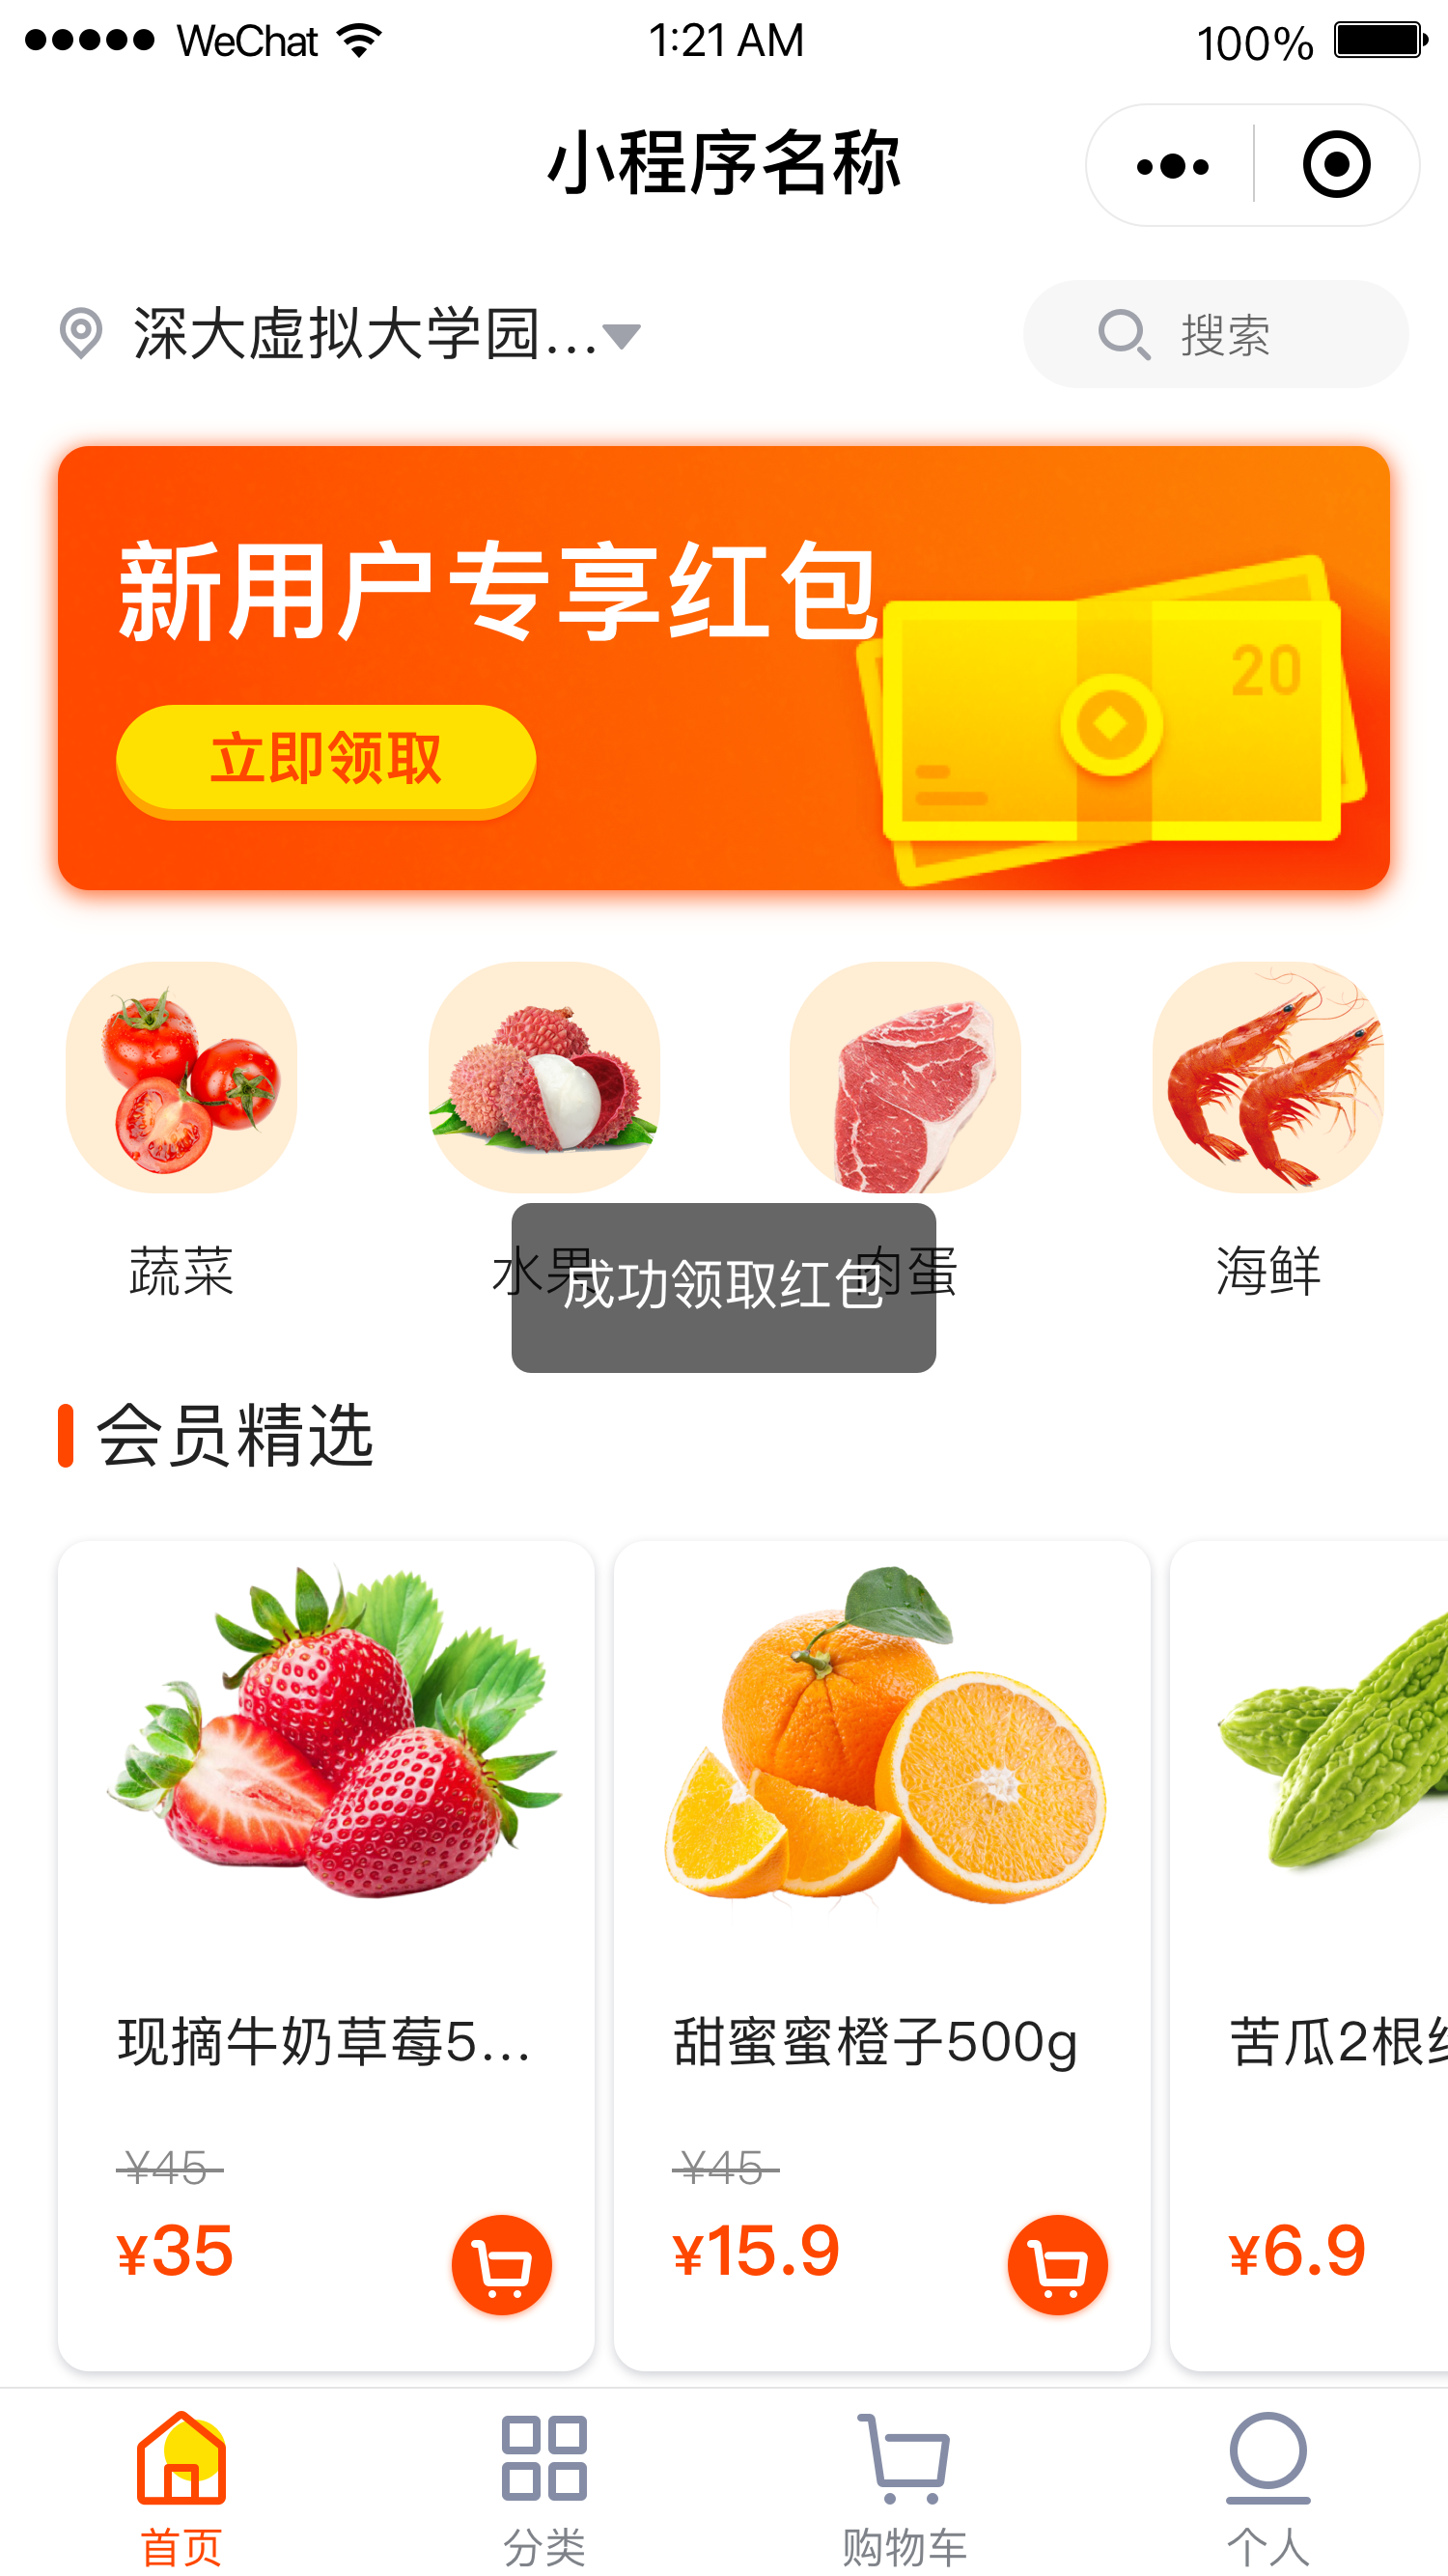 WeChat 1:21 AM 100%
小程序名称
深大虚拟大学园... 搜索
新用户专享红包
20
立即领取
蔬菜 水果 肉蛋 海鲜
成功领取红包
会员精选
现摘牛奶草莓5... 甜蜜蜜橙子500g 苦瓜2根
¥45 ¥45
¥35 ¥15.9 ¥6.9
首页 分类 购物车 个人